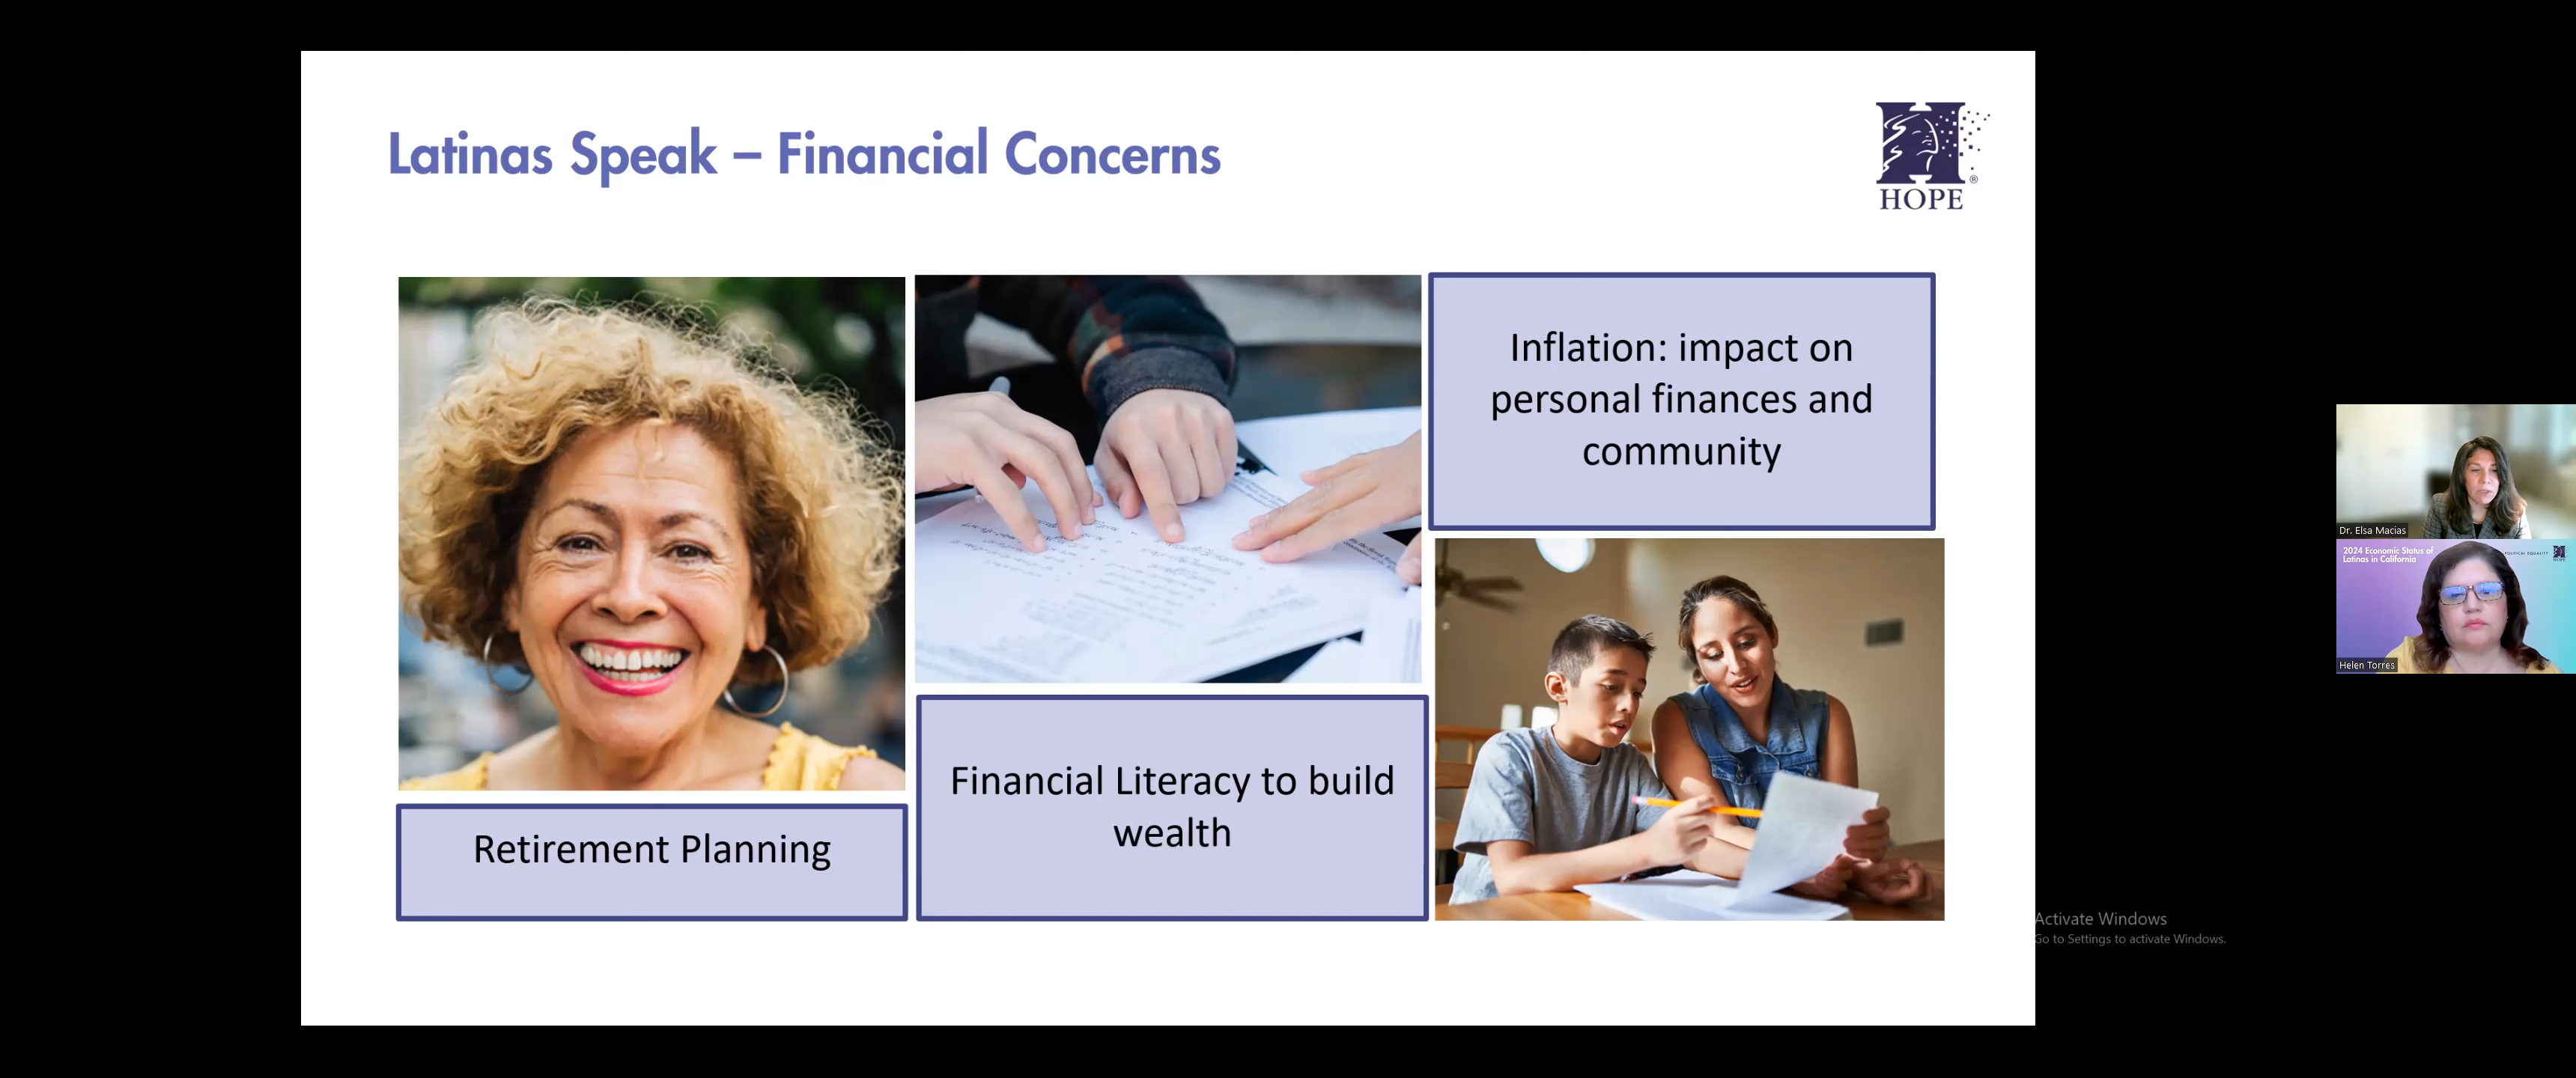 Latinas Speak – Financial Concerns
®
HOPE
Inflation: impact on
personal finances and
community
Financial Literacy to build
wealth
Retirement Planning
Dr. Elsa Macias
2024 Economic Status of
Latinas in California
POLITICAL EQUALITY
Helen Torres
Activate Windows
Go to Settings to activate Windows.